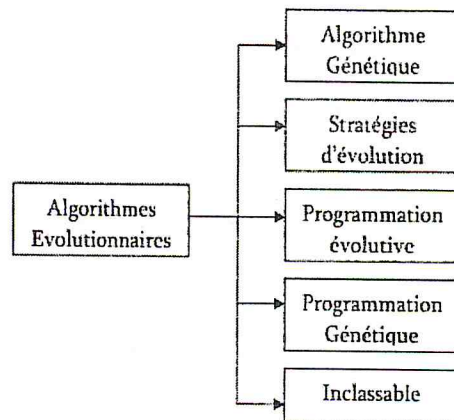 Algorithme
Génétique
Stratégies
d'évolution
Algorithmes
Evolutionnaires
Programmation
évolutive
Programmation
Génétique
Inclassable